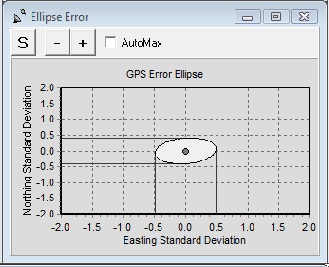 Ellipse Error
S - + AutoMax
GPS Error Ellipse
Northing Standard Deviation
2.0
1.5
1.0
0.5
0.0
-0.5
-1.0
-1.5
-2.0
-2.0 -1.5 -1.0 -0.5 0.0 0.5 1.0 1.5 2.0
Easting Standard Deviation